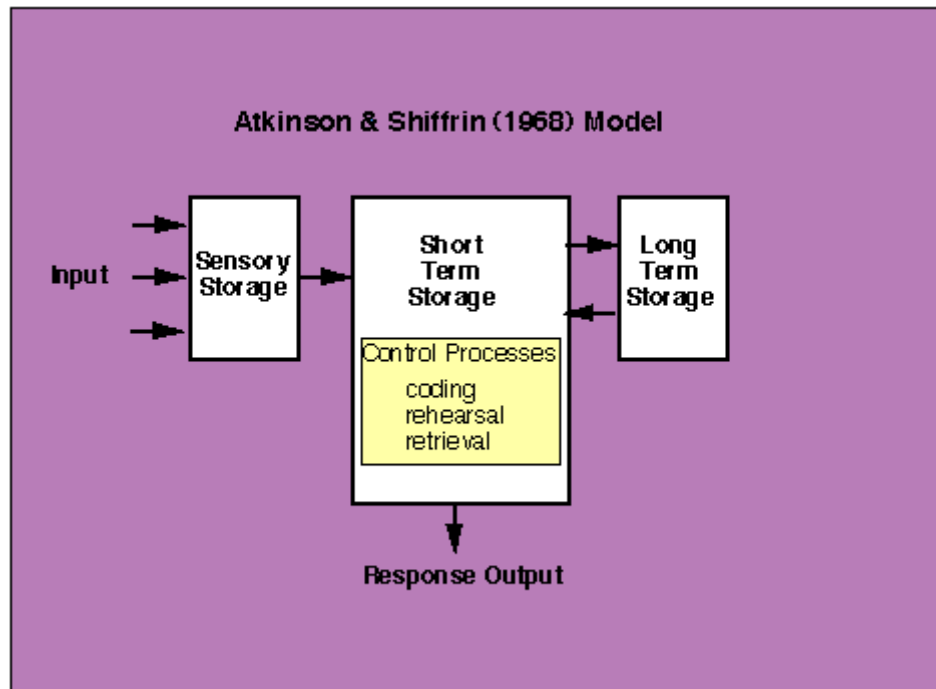 Atkinson & Shiffrin (1968) Model
Input
Sensory
Storage
Short
Term
Storage
Control Processes
coding
rehearsal
retrieval
Long
Term
Storage
Response Output